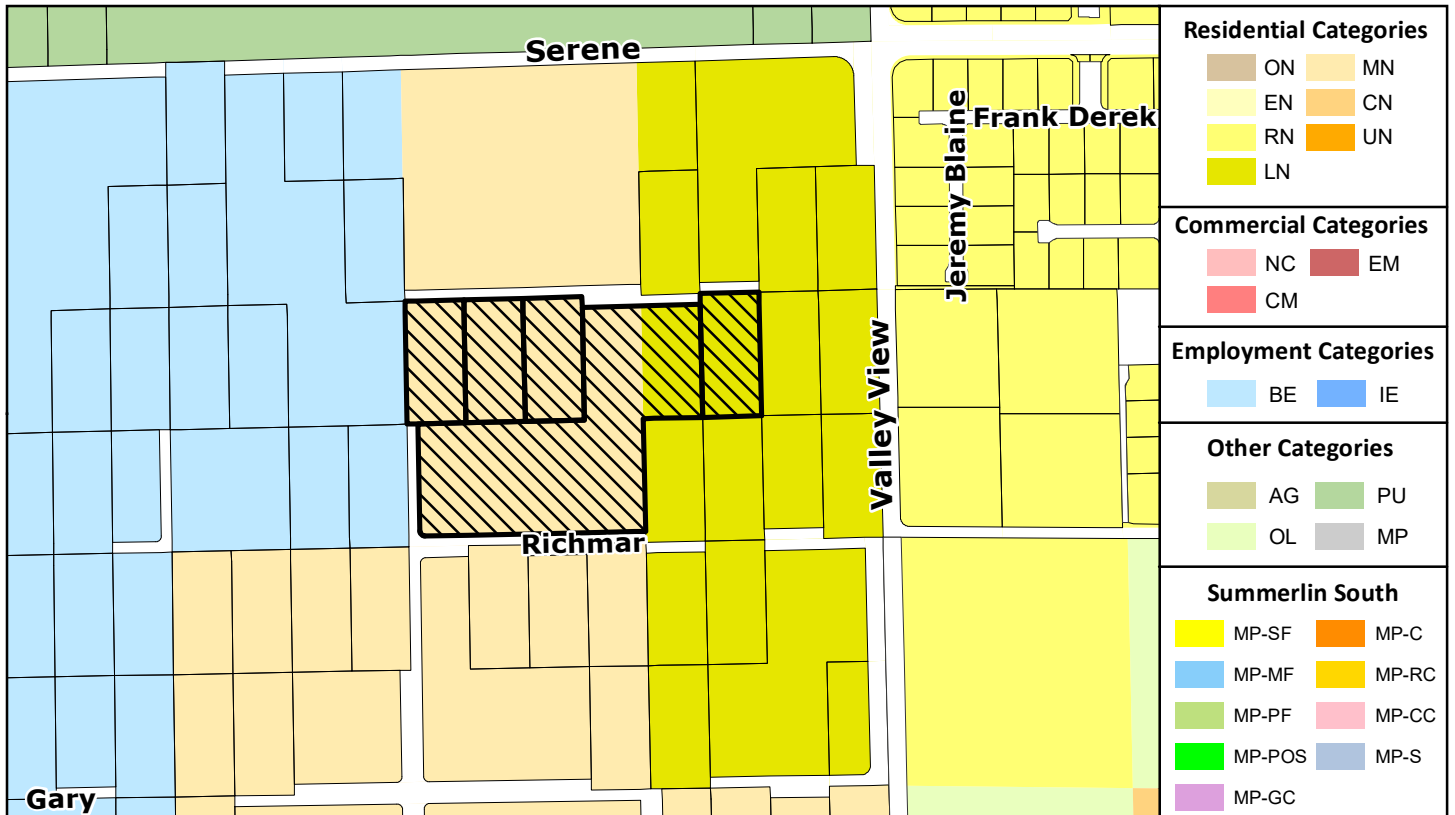 Serene
Frank Derek
Jeremy Blaine
Valley View
Richmar
Gary
Residential Categories
ON MN
EN CN
RN UN
LN
Commercial Categories
NC EM
CM
Employment Categories
BE IE
Other Categories
AG PU
OL MP
Summerlin South
MP-SF MP-C
MP-MF MP-RC
MP-PF MP-CC
MP-POS MP-S
MP-GC